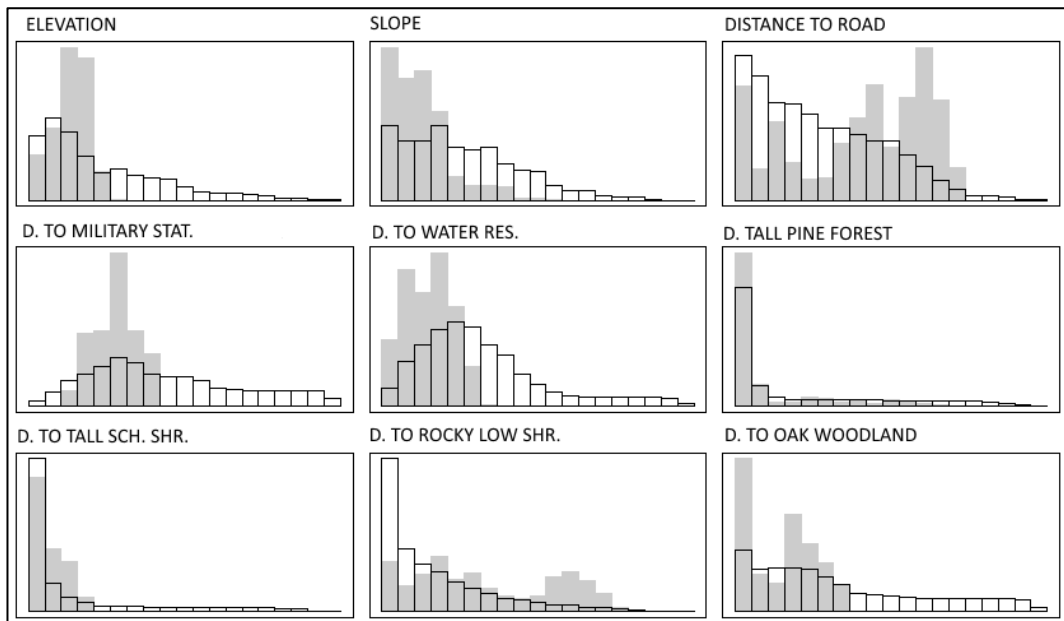 ELEVATION
SLOPE
DISTANCE TO ROAD
D. TO MILITARY STAT.
D. TO WATER RES.
D. TALL PINE FOREST
D. TO TALL SCH. SHR.
D. TO ROCKY LOW SHR.
D. TO OAK WOODLAND